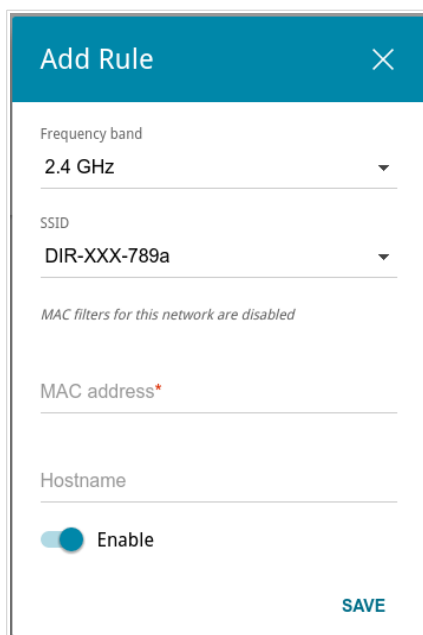 Add Rule
Frequency band
2.4 GHz
SSID
DIR-XXX-789a
MAC filters for this network are disabled
MAC address*
Hostname
Enable
SAVE